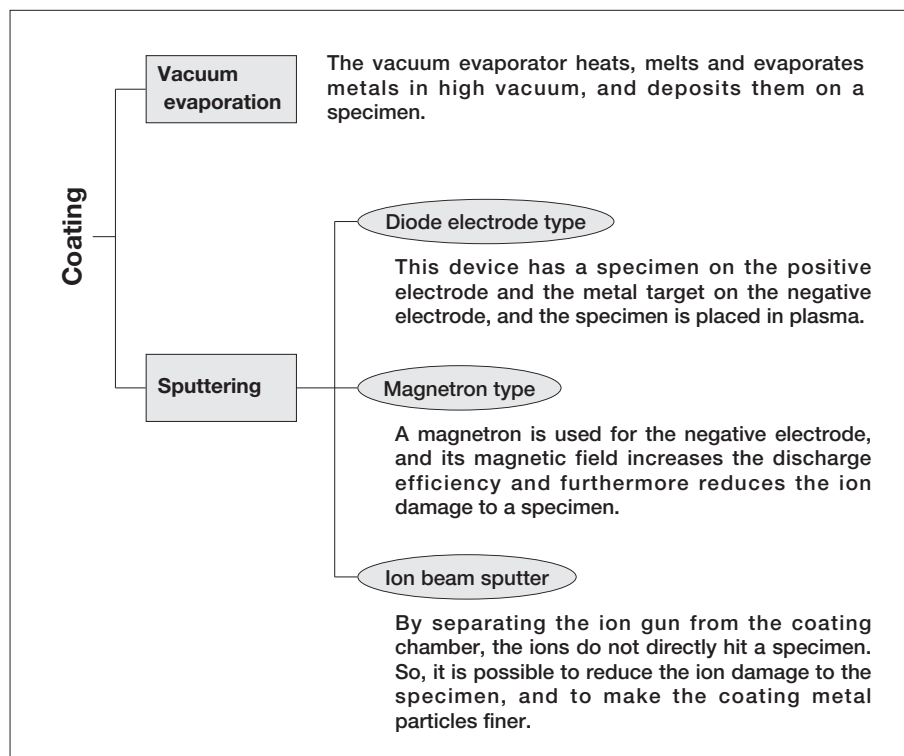 Coating
Vacuum
evaporation
The vacuum evaporator heats, melts and evaporates
metals in high vacuum, and deposits them on a
specimen.
Sputtering
Diode electrode type
This device has a specimen on the positive
electrode and the metal target on the negative
electrode, and the specimen is placed in plasma.
Magnetron type
A magnetron is used for the negative electrode,
and its magnetic field increases the discharge
efficiency and furthermore reduces the ion
damage to a specimen.
Ion beam sputter
By separating the ion gun from the coating
chamber, the ions do not directly hit a specimen.
So, it is possible to reduce the ion damage to the
specimen, and to make the coating metal
particles finer.